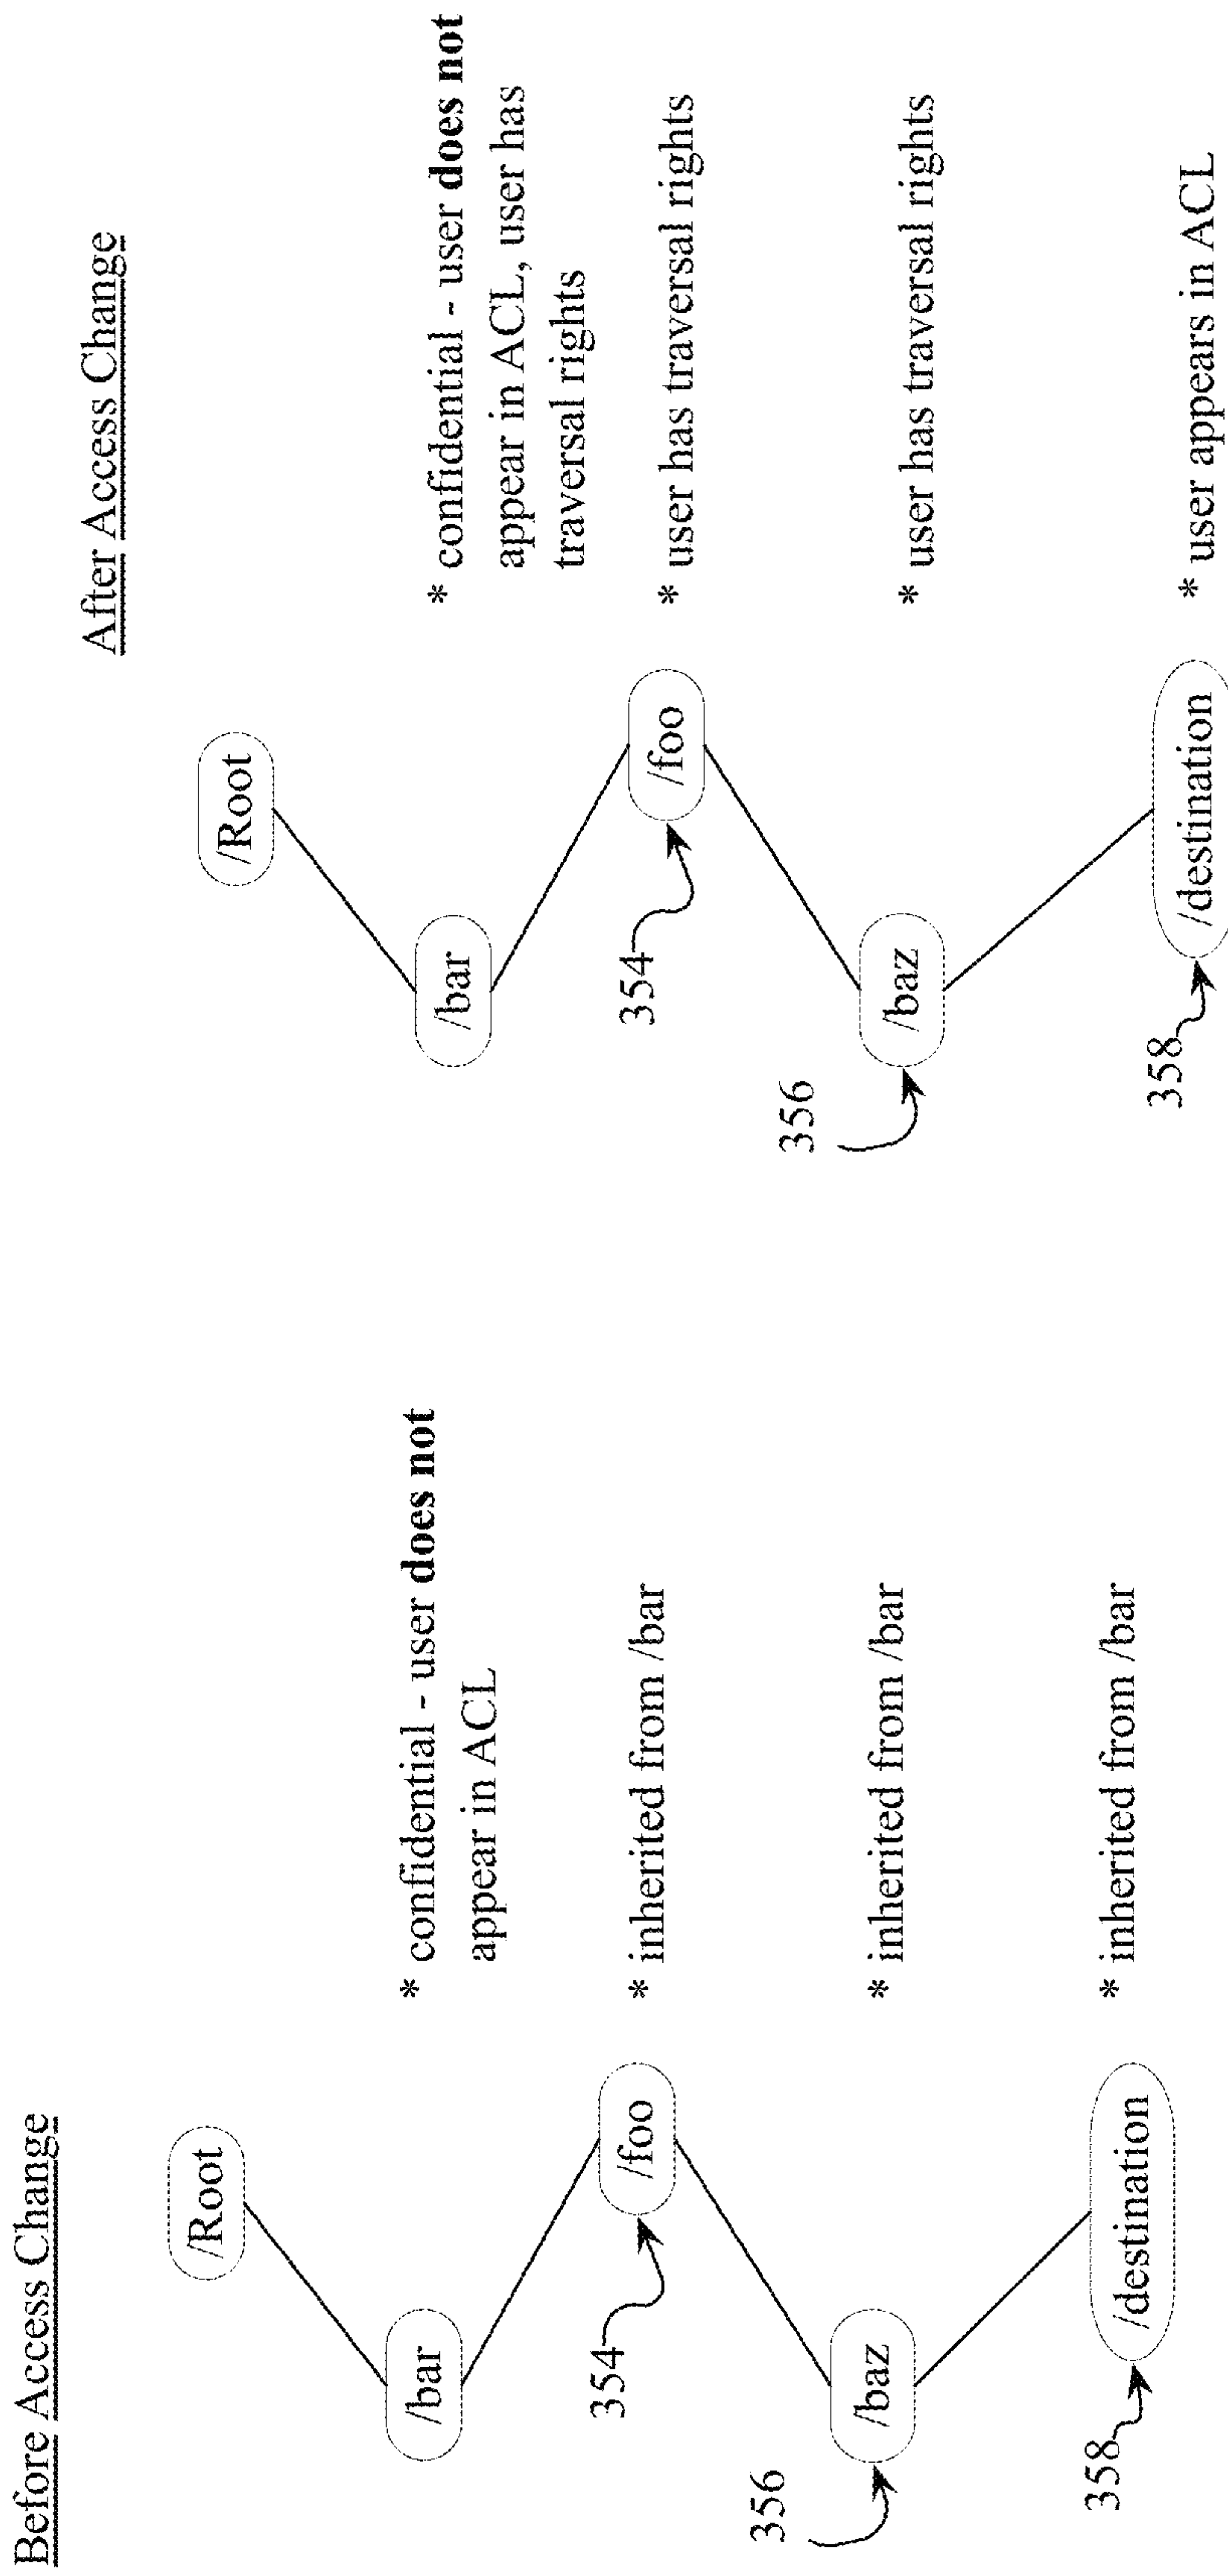 Before Access Change
/Root
/bar
* confidential - user does not
appear in ACL
354
/foo
* inherited from /bar
356
/baz
* inherited from /bar
358
/destination
* inherited from /bar
After Access Change
/Root
/bar
* confidential - user does not
appear in ACL, user has
traversal rights
354
/foo
* user has traversal rights
356
/baz
* user has traversal rights
358
/destination
* user appears in ACL